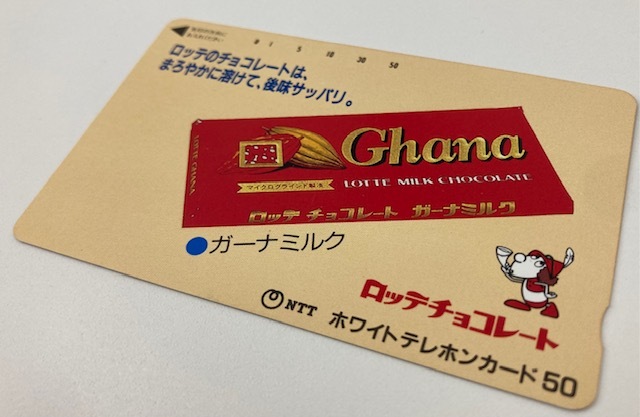 0 1 5 10 30 50
ロッテのチョコレートは、
まろやかに溶けて、後味サッパリ。
LOTTE GHANA
Ghana
マイクログラインド製法
LOTTE MILK CHOCOLATE
ロッテ チョコレート ガーナミルク
●ガーナミルク
ロッテチョコレート
NTT ホワイトテレホンカード50